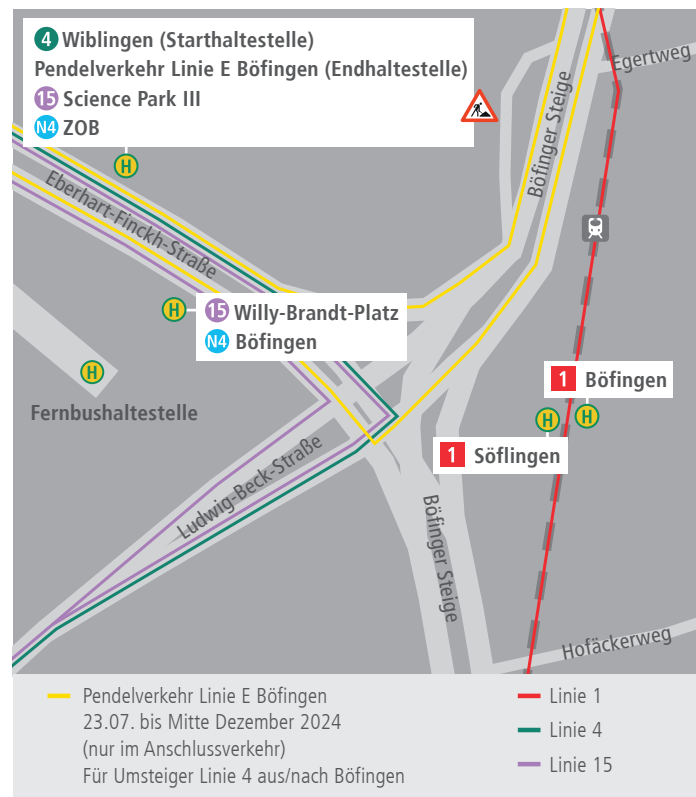 4 Wiblingen (Starthaltestelle)
Pendelverkehr Linie E Böfingen (Endhaltestelle)
15 Science Park III
N4 ZOB
H
Egertweg
Böfinger Steige
Eberhart-Finckh-Straße
H
15 Willy-Brandt-Platz
N4 Böfingen
H
Fernbushaltestelle
1 Böfingen
H
H
1 Söflingen
Ludwig-Beck-Straße
Böfinger Steige
Hofäckerweg
Pendelverkehr Linie E Böfingen
23.07. bis Mitte Dezember 2024
(nur im Anschlussverkehr)
Für Umsteiger Linie 4 aus/nach Böfingen
Linie 1
Linie 4
Linie 15